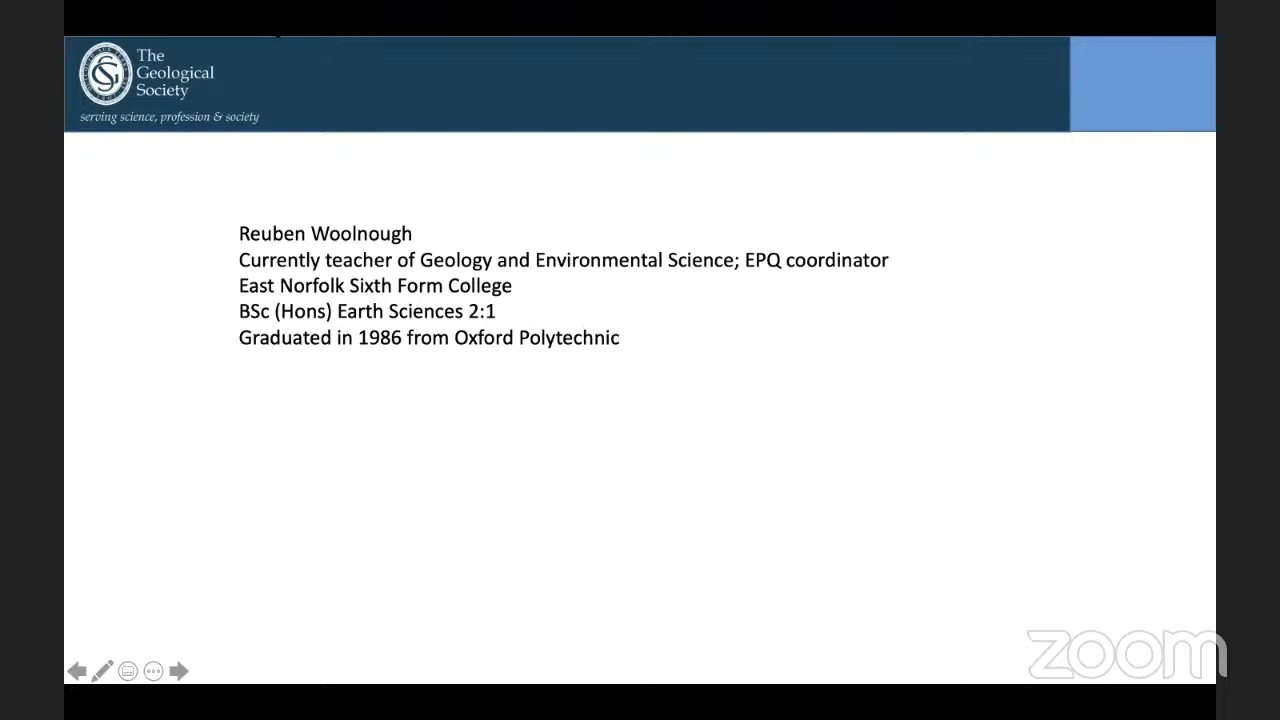 The
Geological
Society
serving science, profession & society
Reuben Woolnough
Currently teacher of Geology and Environmental Science; EPQ coordinator
East Norfolk Sixth Form College
BSc (Hons) Earth Sciences 2:1
Graduated in 1986 from Oxford Polytechnic
zoom